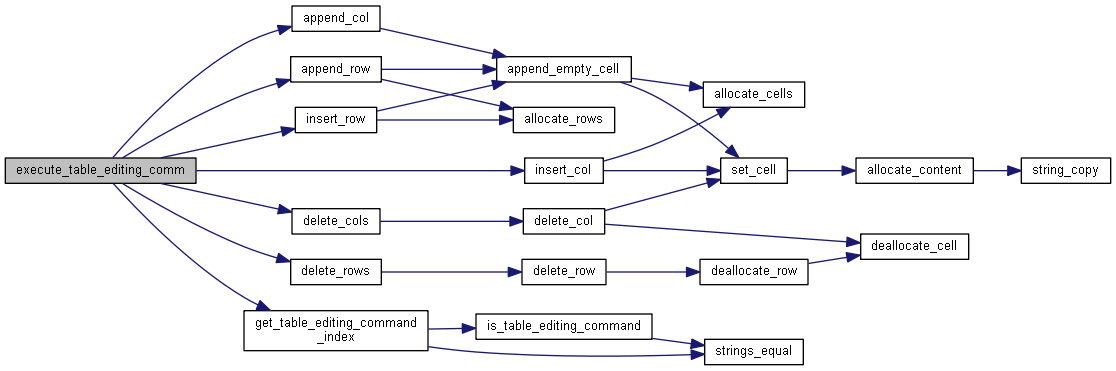 append_col
append_row
append_empty_cell
allocate_cells
insert_row
allocate_rows
execute_table_editing_comm
insert_col
set_cell
allocate_content
string_copy
delete_cols
delete_col
deallocate_cell
delete_rows
delete_row
deallocate_row
get_table_editing_command
_index
is_table_editing_command
strings_equal